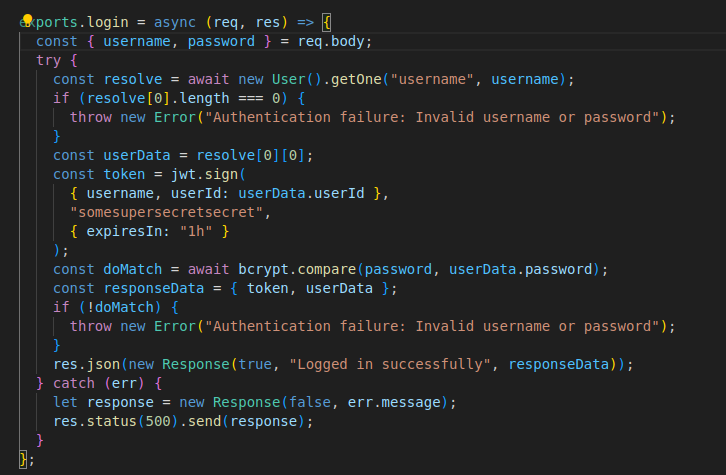 exports.login = async (req, res) => {
  const { username, password } = req.body;
  try {
    const resolve = await new User().getOne("username", username);
    if (resolve[0].length === 0) {
      throw new Error("Authentication failure: Invalid username or password");
    }
    const userData = resolve[0][0];
    const token = jwt.sign(
      { username, userId: userData.userId },
      "somesupersecretsecret",
      { expiresIn: "1h" }
    );
    const doMatch = await bcrypt.compare(password, userData.password);
    const responseData = { token, userData };
    if (!doMatch) {
      throw new Error("Authentication failure: Invalid username or password");
    }
    res.json(new Response(true, "Logged in successfully", responseData));
  } catch (err) {
    let response = new Response(false, err.message);
    res.status(500).send(response);
  }
};